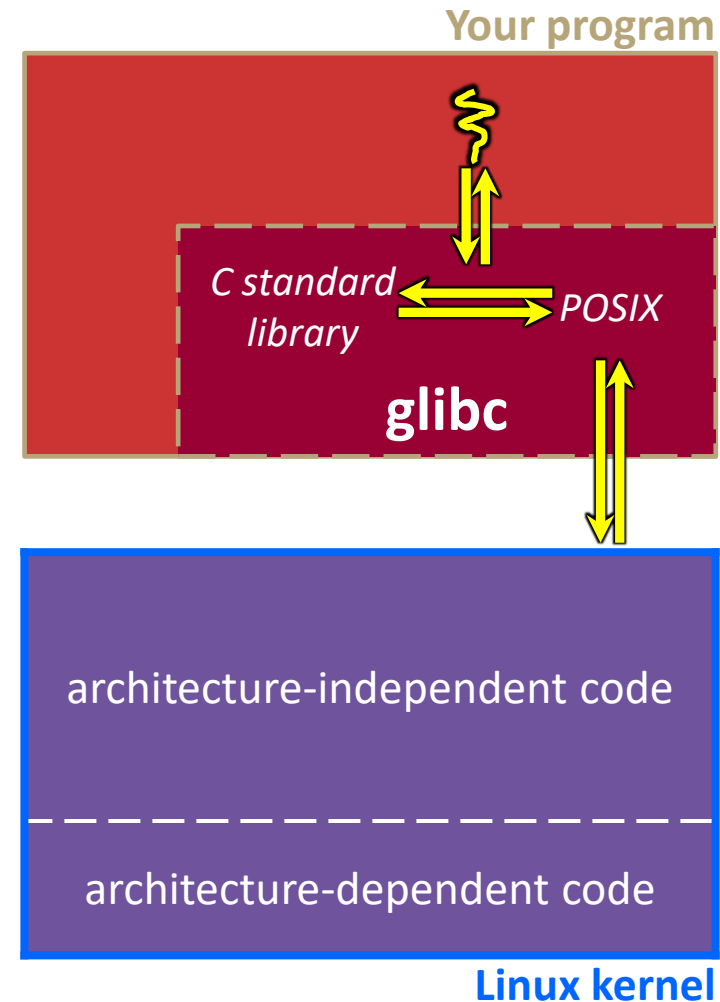 Your program
C standard
library
POSIX
glibc
architecture-independent code
architecture-dependent code
Linux kernel